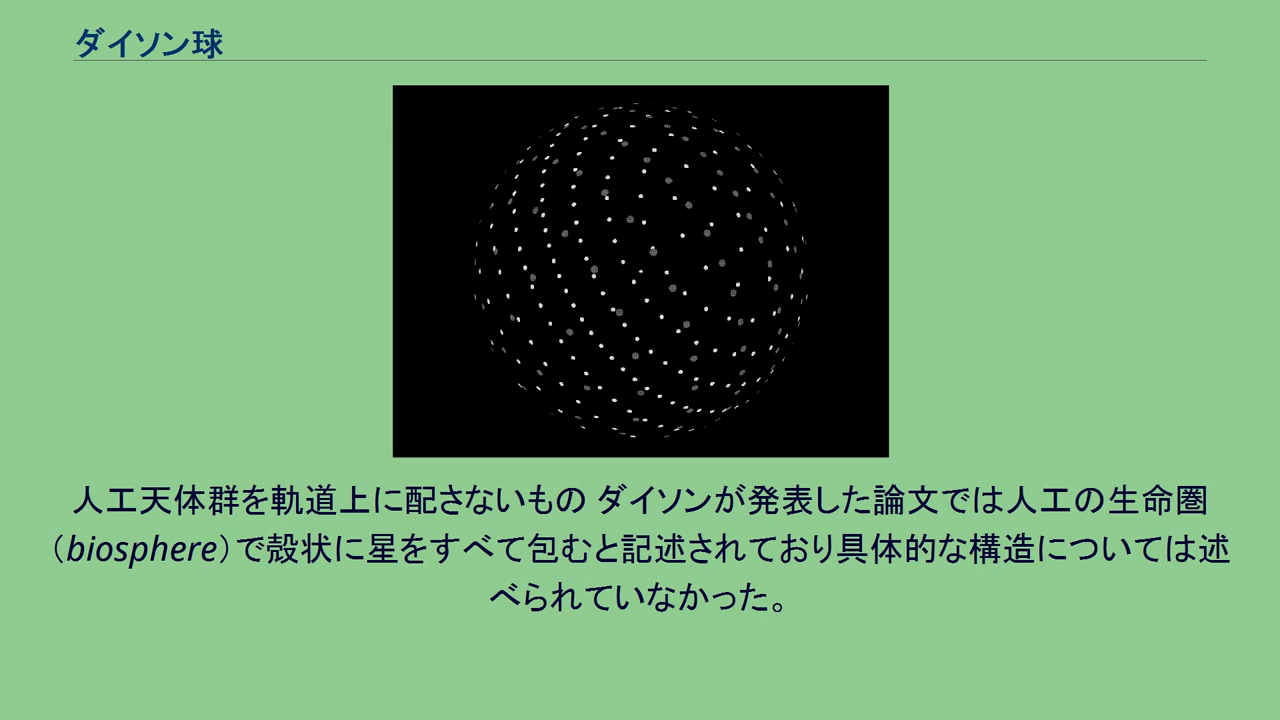 ダイソン球
人工天体群を軌道上に配さないもの ダイソンが発表した論文では人工の生命圏
（biosphere）で殻状に星をすべて包むと記述されており具体的な構造については述
べられていなかった。